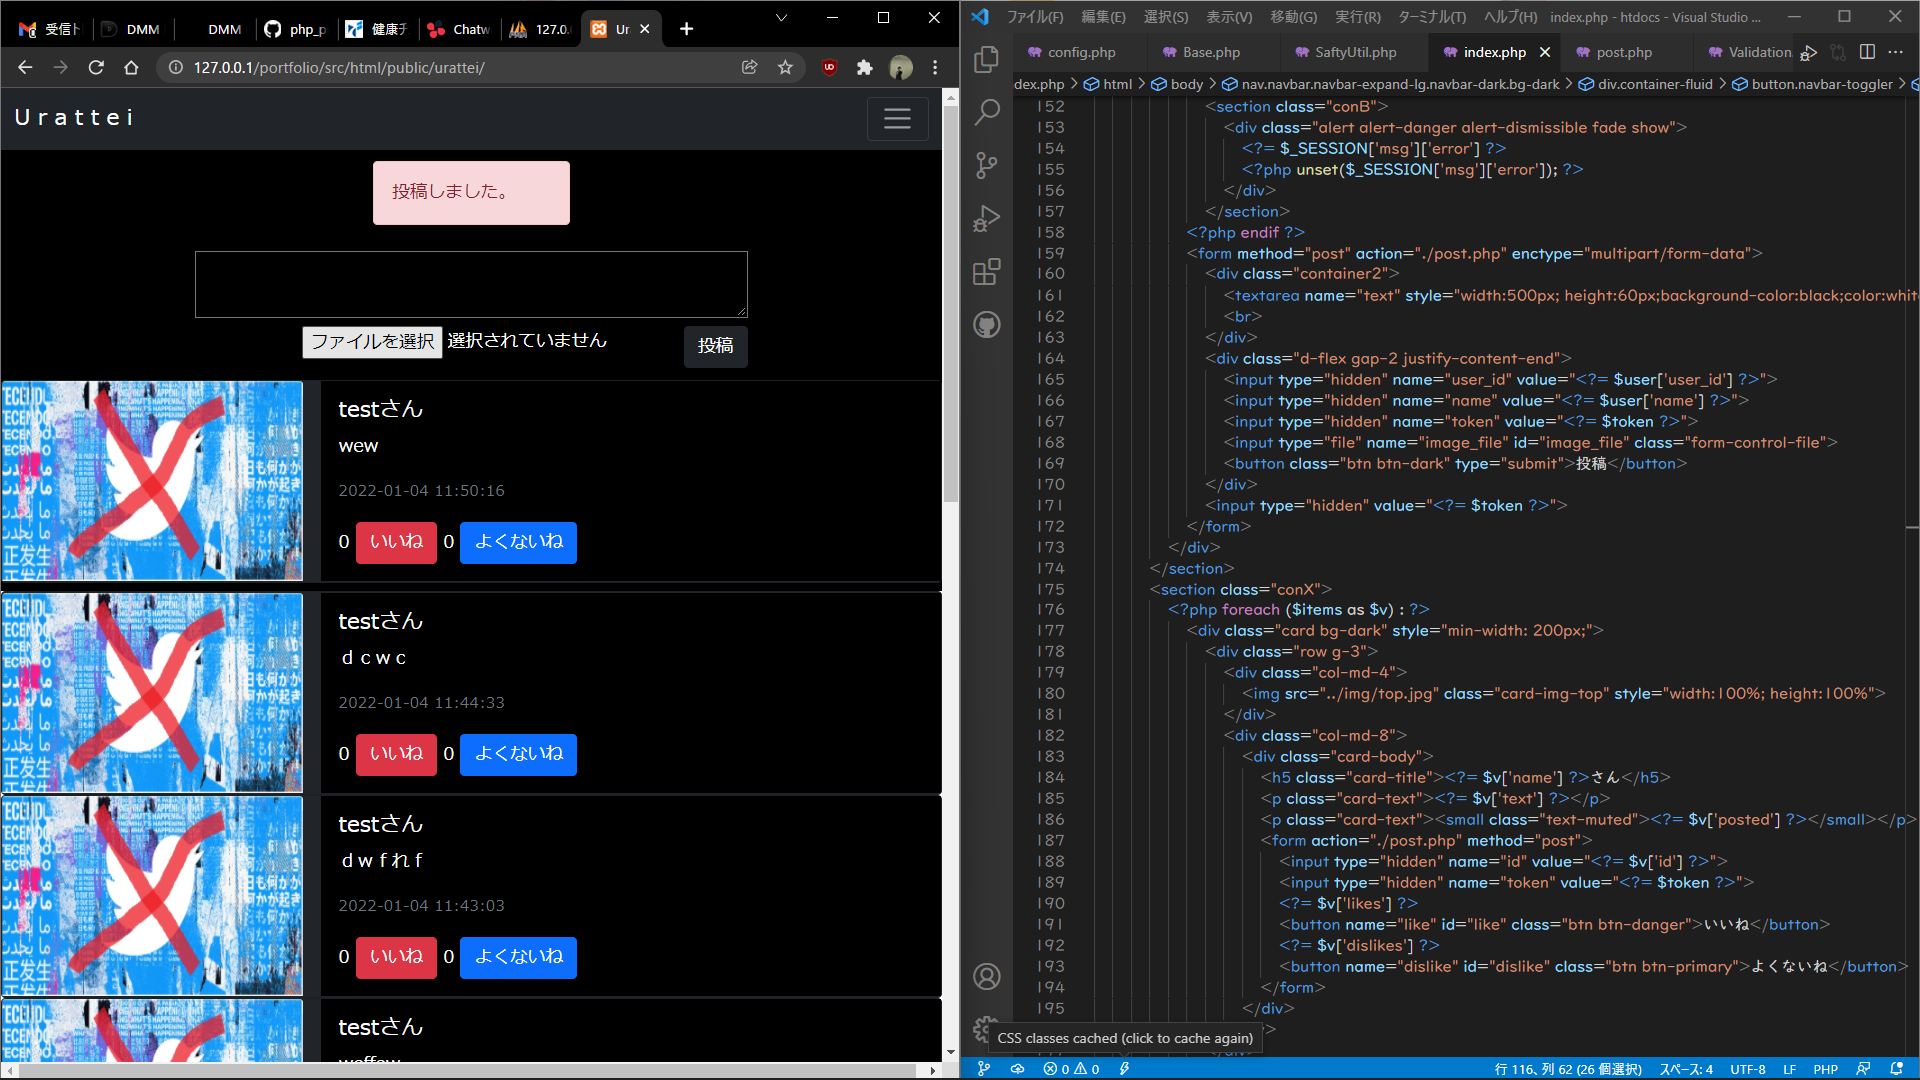 受信ト
DMM
DMM
php_p
健康チ
Chatw
127.0.
Ur
127.0.0.1/portfolio/src/html/public/urattei/
Urattei
投稿しました。
ファイルを選択 選択されていません
投稿
testさん
wew
2022-01-04 11:50:16
0 いいね 0 よくないね
testさん
ｄｃｗｃ
2022-01-04 11:44:33
0 いいね 0 よくないね
testさん
ｄｗｆれｆ
2022-01-04 11:43:03
0 いいね 0 よくないね
testさん
ファイル(F) 編集(E) 選択(S) 表示(V) 移動(G) 実行(R) ターミナル(T) ヘルプ(H) index.php - htdocs - Visual Studio ...
config.php Base.php SaftyUtil.php index.php post.php Validation.
dex.php > html > body > nav.navbar.navbar-expand-lg.navbar-dark.bg-dark > div.container-fluid > button.navbar-toggler >
152 <section class="conB">
153 <div class="alert alert-danger alert-dismissible fade show">
154 <?= $_SESSION['msg']['error'] ?>
155 <?php unset($_SESSION['msg']['error']); ?>
156 </div>
157 </section>
158 <?php endif ?>
159 <form method="post" action="./post.php" enctype="multipart/form-data">
160 <div class="container2">
161 <textarea name="text" style="width:500px; height:60px;background-color:black;color:whit
162 <br>
163 </div>
164 <div class="d-flex gap-2 justify-content-end">
165 <input type="hidden" name="user_id" value="<?= $user['user_id'] ?>">
166 <input type="hidden" name="name" value="<?= $user['name'] ?>">
167 <input type="hidden" name="token" value="<?= $token ?>">
168 <input type="file" name="image_file" id="image_file" class="form-control-file">
169 <button class="btn btn-dark" type="submit">投稿</button>
170 </div>
171 <input type="hidden" value="<?= $token ?>">
172 </form>
173 </div>
174 </section>
175 <section class="conX">
176 <?php foreach ($items as $v) : ?>
177 <div class="card bg-dark" style="min-width: 200px;">
178 <div class="row g-3">
179 <div class="col-md-4">
180 <img src="../img/top.jpg" class="card-img-top" style="width:100%; height:100%">
181 </div>
182 <div class="col-md-8">
183 <div class="card-body">
184 <h5 class="card-title"><?= $v['name'] ?>さん</h5>
185 <p class="card-text"><?= $v['text'] ?></p>
186 <p class="card-text"><small class="text-muted"><?= $v['posted'] ?></small></p>
187 <form action="./post.php" method="post">
188 <input type="hidden" name="id" value="<?= $v['id'] ?>">
189 <input type="hidden" name="token" value="<?= $token ?>">
190 <?= $v['likes'] ?>
191 <button name="like" id="like" class="btn btn-danger">いいね</button>
192 <?= $v['dislikes'] ?>
193 <button name="dislike" id="dislike" class="btn btn-primary">よくないね</button>
194 </form>
195 </div>
CSS classes cached (click to cache again)
0 0
行 116、列 62 (26 個選択) スペース: 4 UTF-8 LF PHP